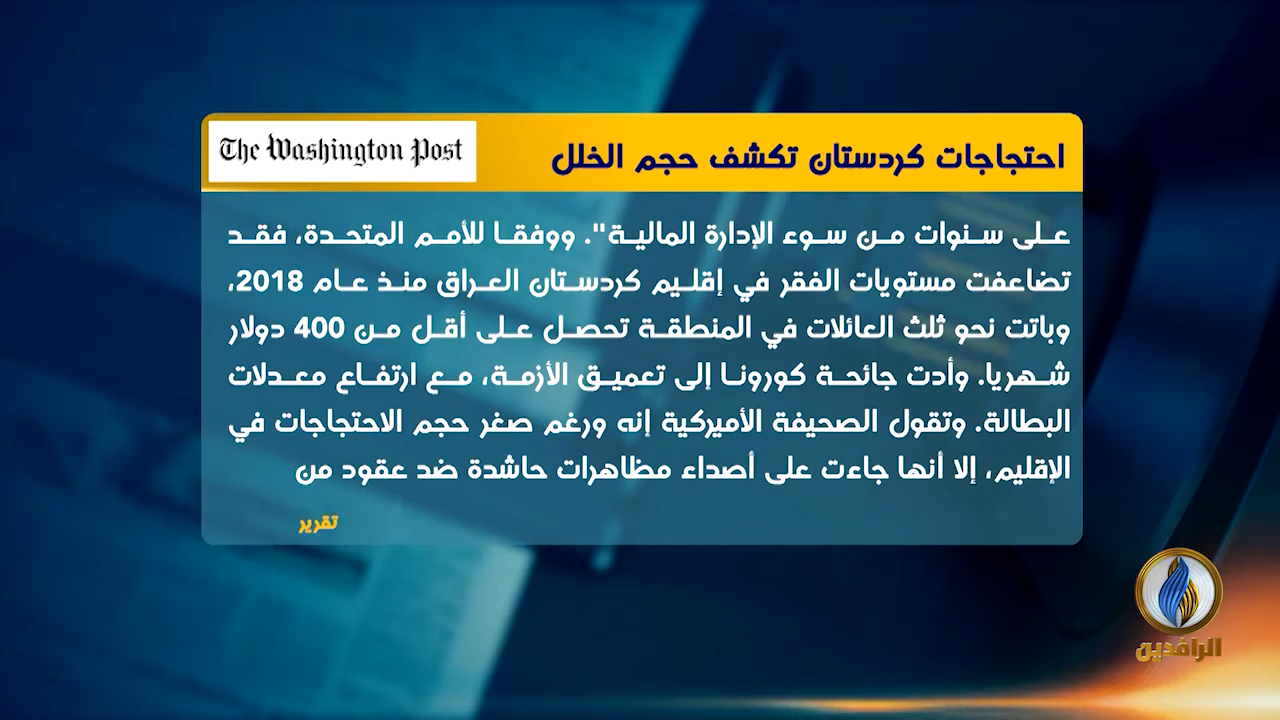 The Washington Post
احتجاجات كردستان تكشف حجم الخلل
على سنوات من سوء الإدارة المالية". ووفقا للأمم المتحدة، فقد
تضاعفت مستويات الفقر في إقليم كردستان العراق منذ عام 2018،
وباتت نحو ثلث العائلات في المنطقة تحصل على أقل من 400 دولار
شهريا. وأدت جائحة كورونا إلى تعميق الأزمة، مع ارتفاع معدلات
البطالة. وتقول الصحيفة الأميركية إنه ورغم صغر حجم الاحتجاجات في
الإقليم، إلا أنها جاءت على أصداء مظاهرات حاشدة ضد عقود من
تقرير
الرافدين